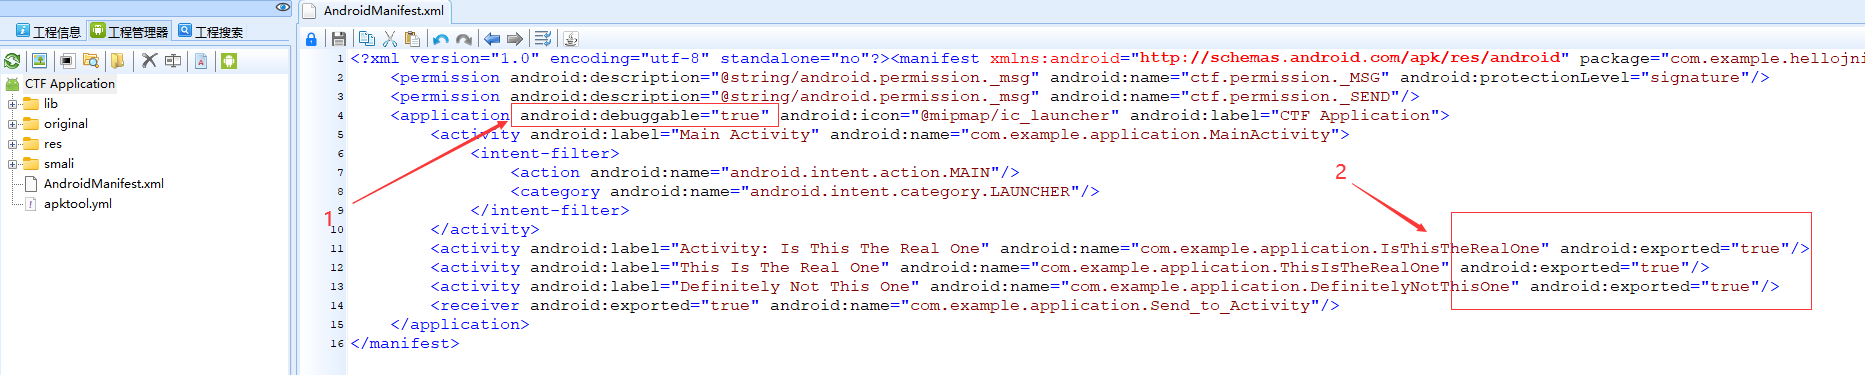 AndroidManifest.xml
工程信息 工程管理器 工程搜索
CTF Application
lib
original
res
smali
AndroidManifest.xml
apktool.yml
1 <?xml version="1.0" encoding="utf-8" standalone="no"?><manifest xmlns:android="http://schemas.android.com/apk/res/android" package="com.example.hellojni
2 <permission android:description="@string/android.permission._msg" android:name="ctf.permission._MSG" android:protectionLevel="signature"/>
3 <permission android:description="@string/android.permission._msg" android:name="ctf.permission._SEND"/>
4 <application android:debuggable="true" android:icon="@mipmap/ic_launcher" android:label="CTF Application">
5 <activity android:label="Main Activity" android:name="com.example.application.MainActivity">
6 <intent-filter>
7 <action android:name="android.intent.action.MAIN"/>
8 <category android:name="android.intent.category.LAUNCHER"/>
9 </intent-filter>
10 </activity>
11 <activity android:label="Activity: Is This The Real One" android:name="com.example.application.IsThisTheRealOne" android:exported="true"/>
12 <activity android:label="This Is The Real One" android:name="com.example.application.ThisIsTheRealOne" android:exported="true"/>
13 <activity android:label="Definitely Not This One" android:name="com.example.application.DefinitelyNotThisOne" android:exported="true"/>
14 <receiver android:exported="true" android:name="com.example.application.Send_to_Activity"/>
15 </application>
16 </manifest>
1
2